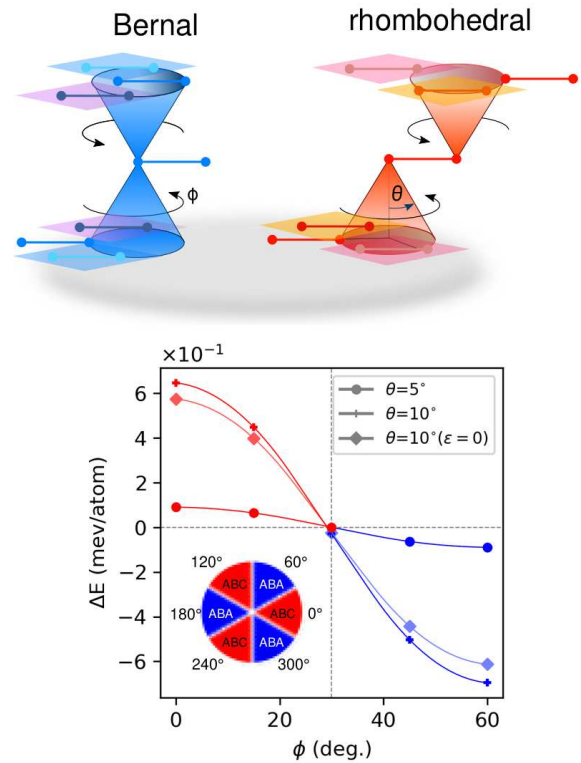 Bernal
rhombohedral
ϕ
θ
×10⁻¹
6
4
2
0
−2
−4
−6
ΔE (mev/atom)
θ=5°
θ=10°
θ=10°(ε = 0)
120°
60°
ABC
ABA
180°
ABA
ABC
0°
ABC
ABA
240°
300°
0
20
40
60
ϕ (deg.)